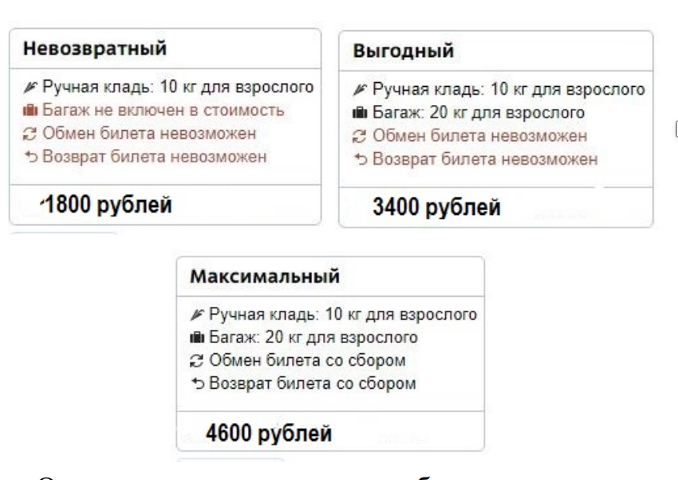 Невозвратный
Ручная кладь: 10 кг для взрослого
Багаж не включен в стоимость
Обмен билета невозможен
Возврат билета невозможен
1800 рублей
Выгодный
Ручная кладь: 10 кг для взрослого
Багаж: 20 кг для взрослого
Обмен билета невозможен
Возврат билета невозможен
3400 рублей
Максимальный
Ручная кладь: 10 кг для взрослого
Багаж: 20 кг для взрослого
Обмен билета со сбором
Возврат билета со сбором
4600 рублей